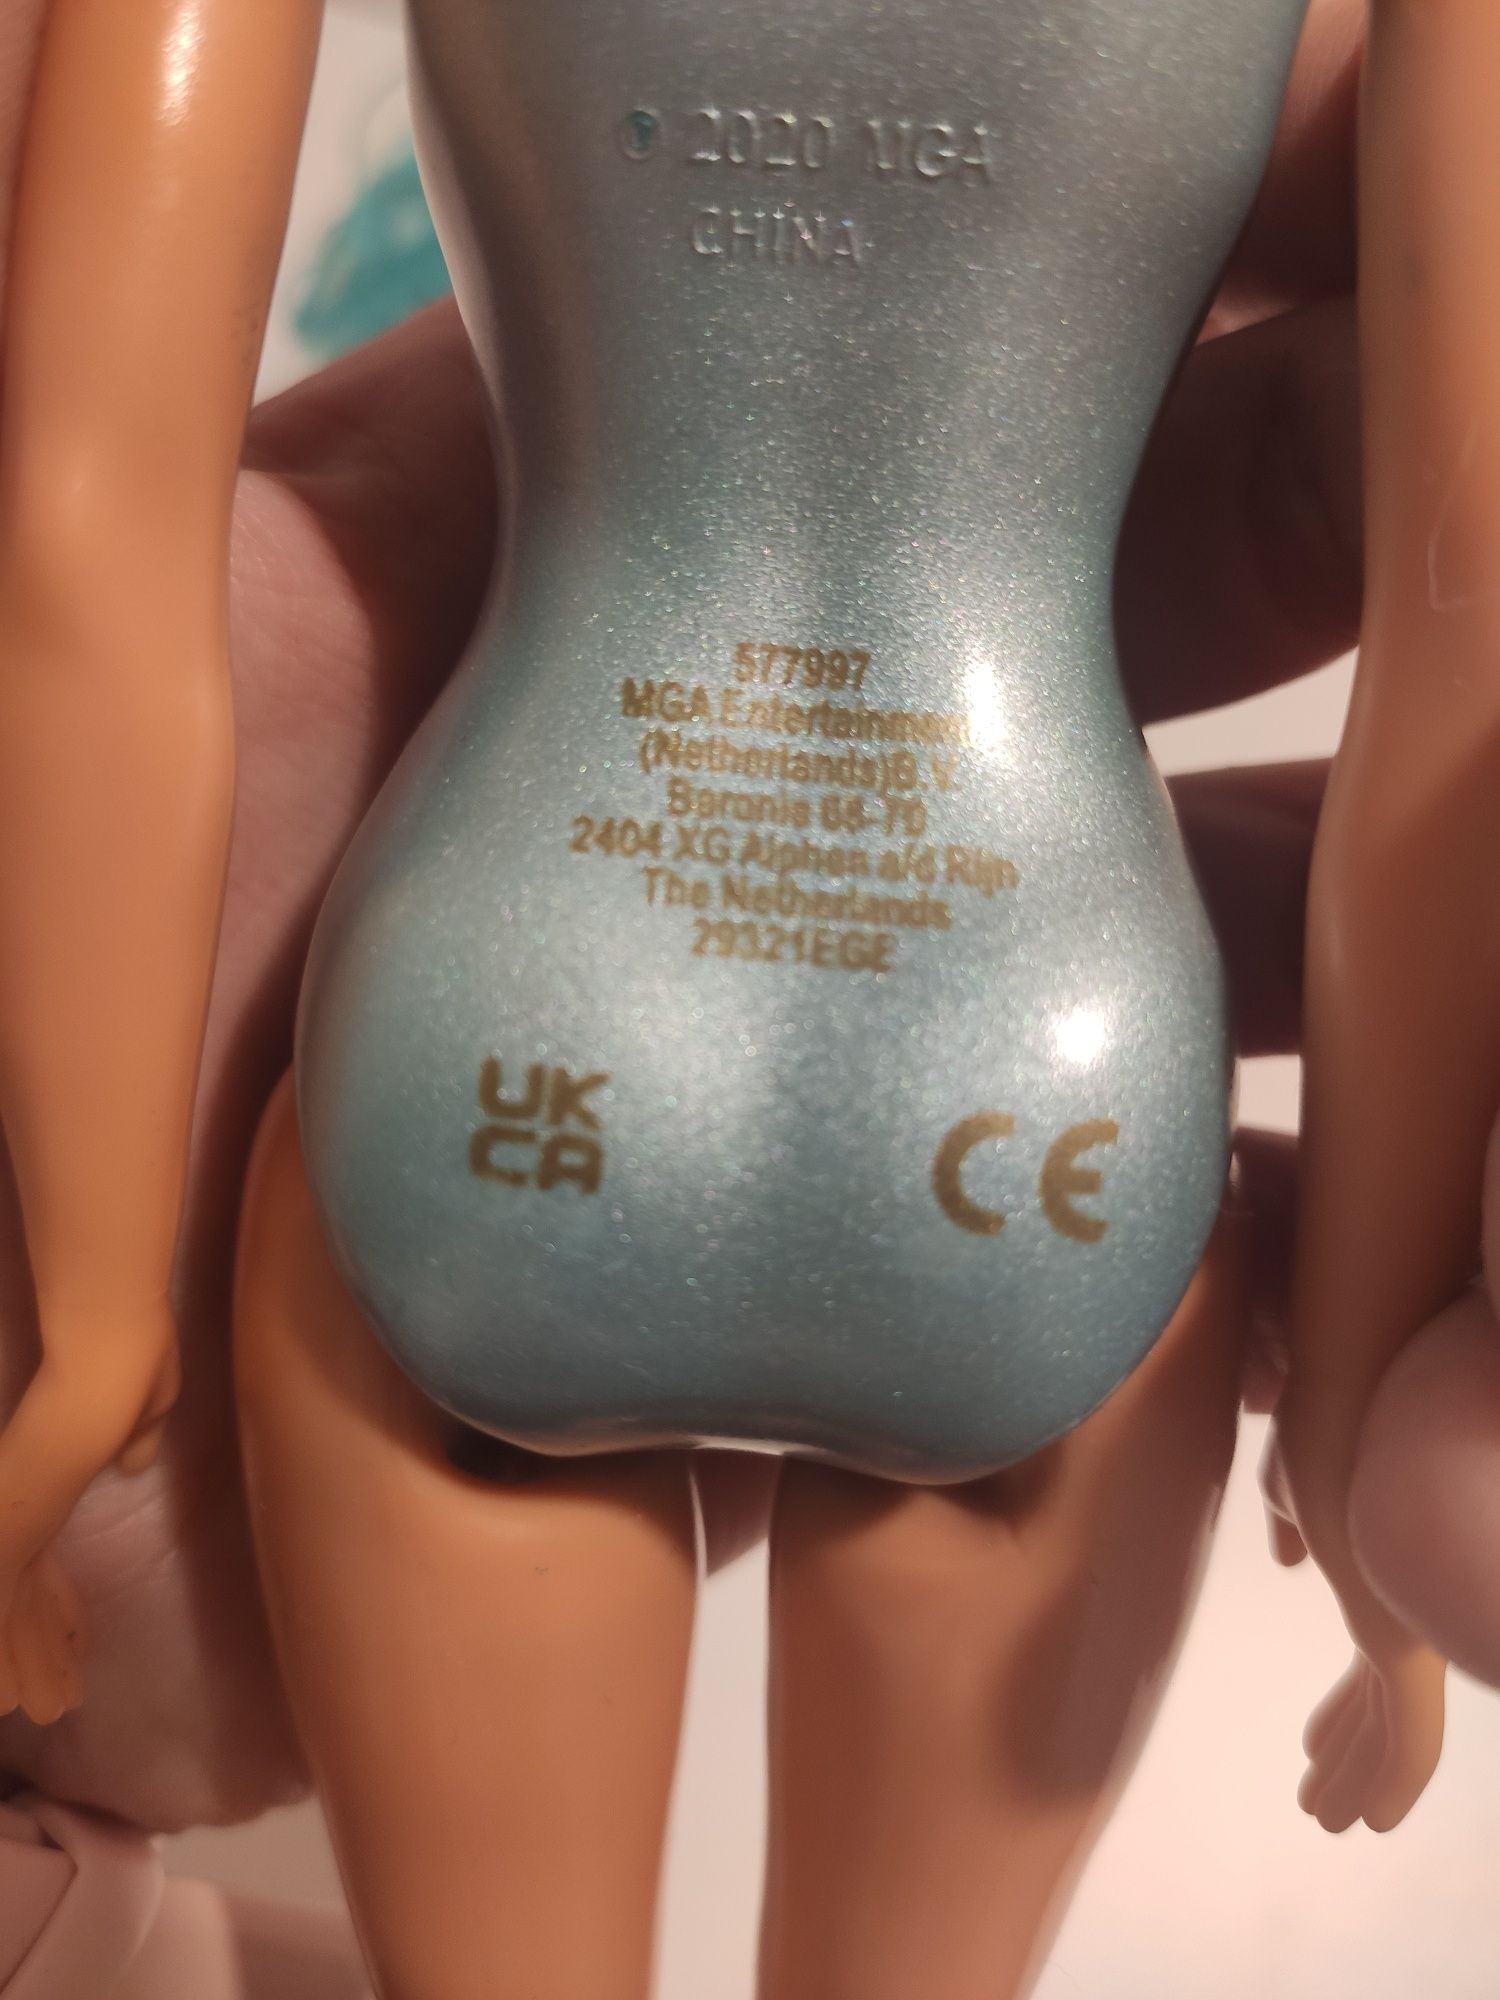 © 2020 MGA
CHINA
577997
MGA Entertainment
(Netherlands)B.V.
Baronie 68-70
2404 XG Alphen a/d Rijn
The Netherlands
29321EGE
UK
CA
CE